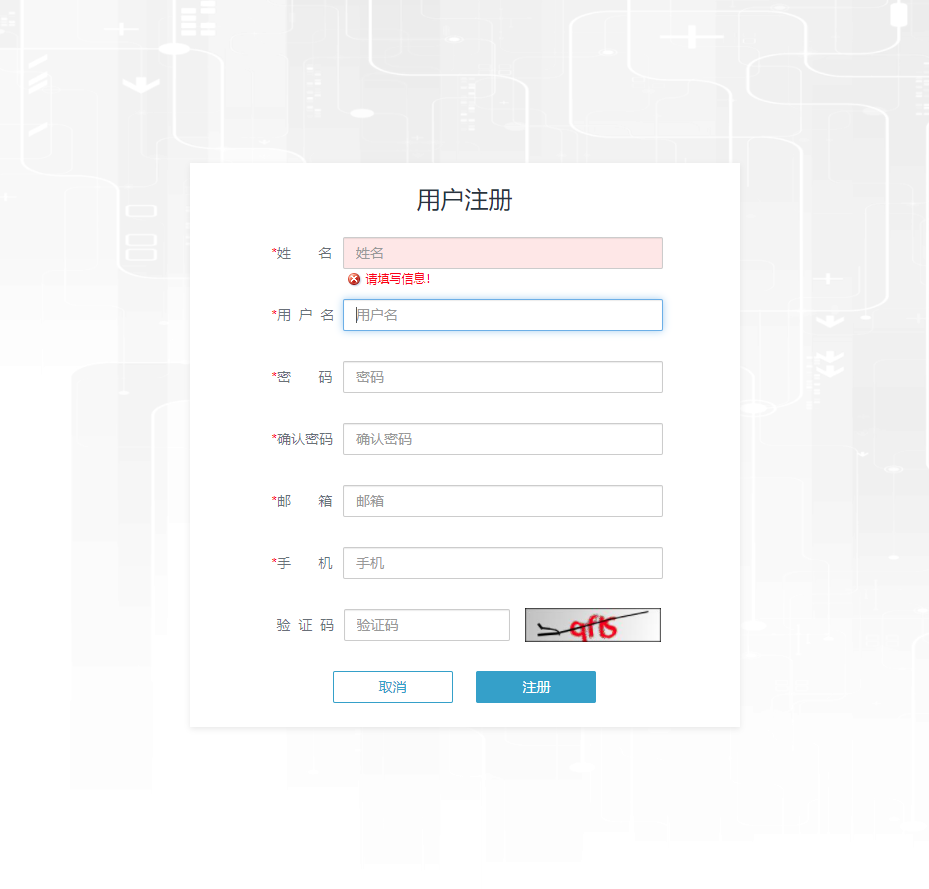 用户注册
*姓 名 姓名
请填写信息!
*用 户 名 用户名
*密 码 密码
*确认密码 确认密码
*邮 箱 邮箱
*手 机 手机
验 证 码 验证码 qfts
取消 注册